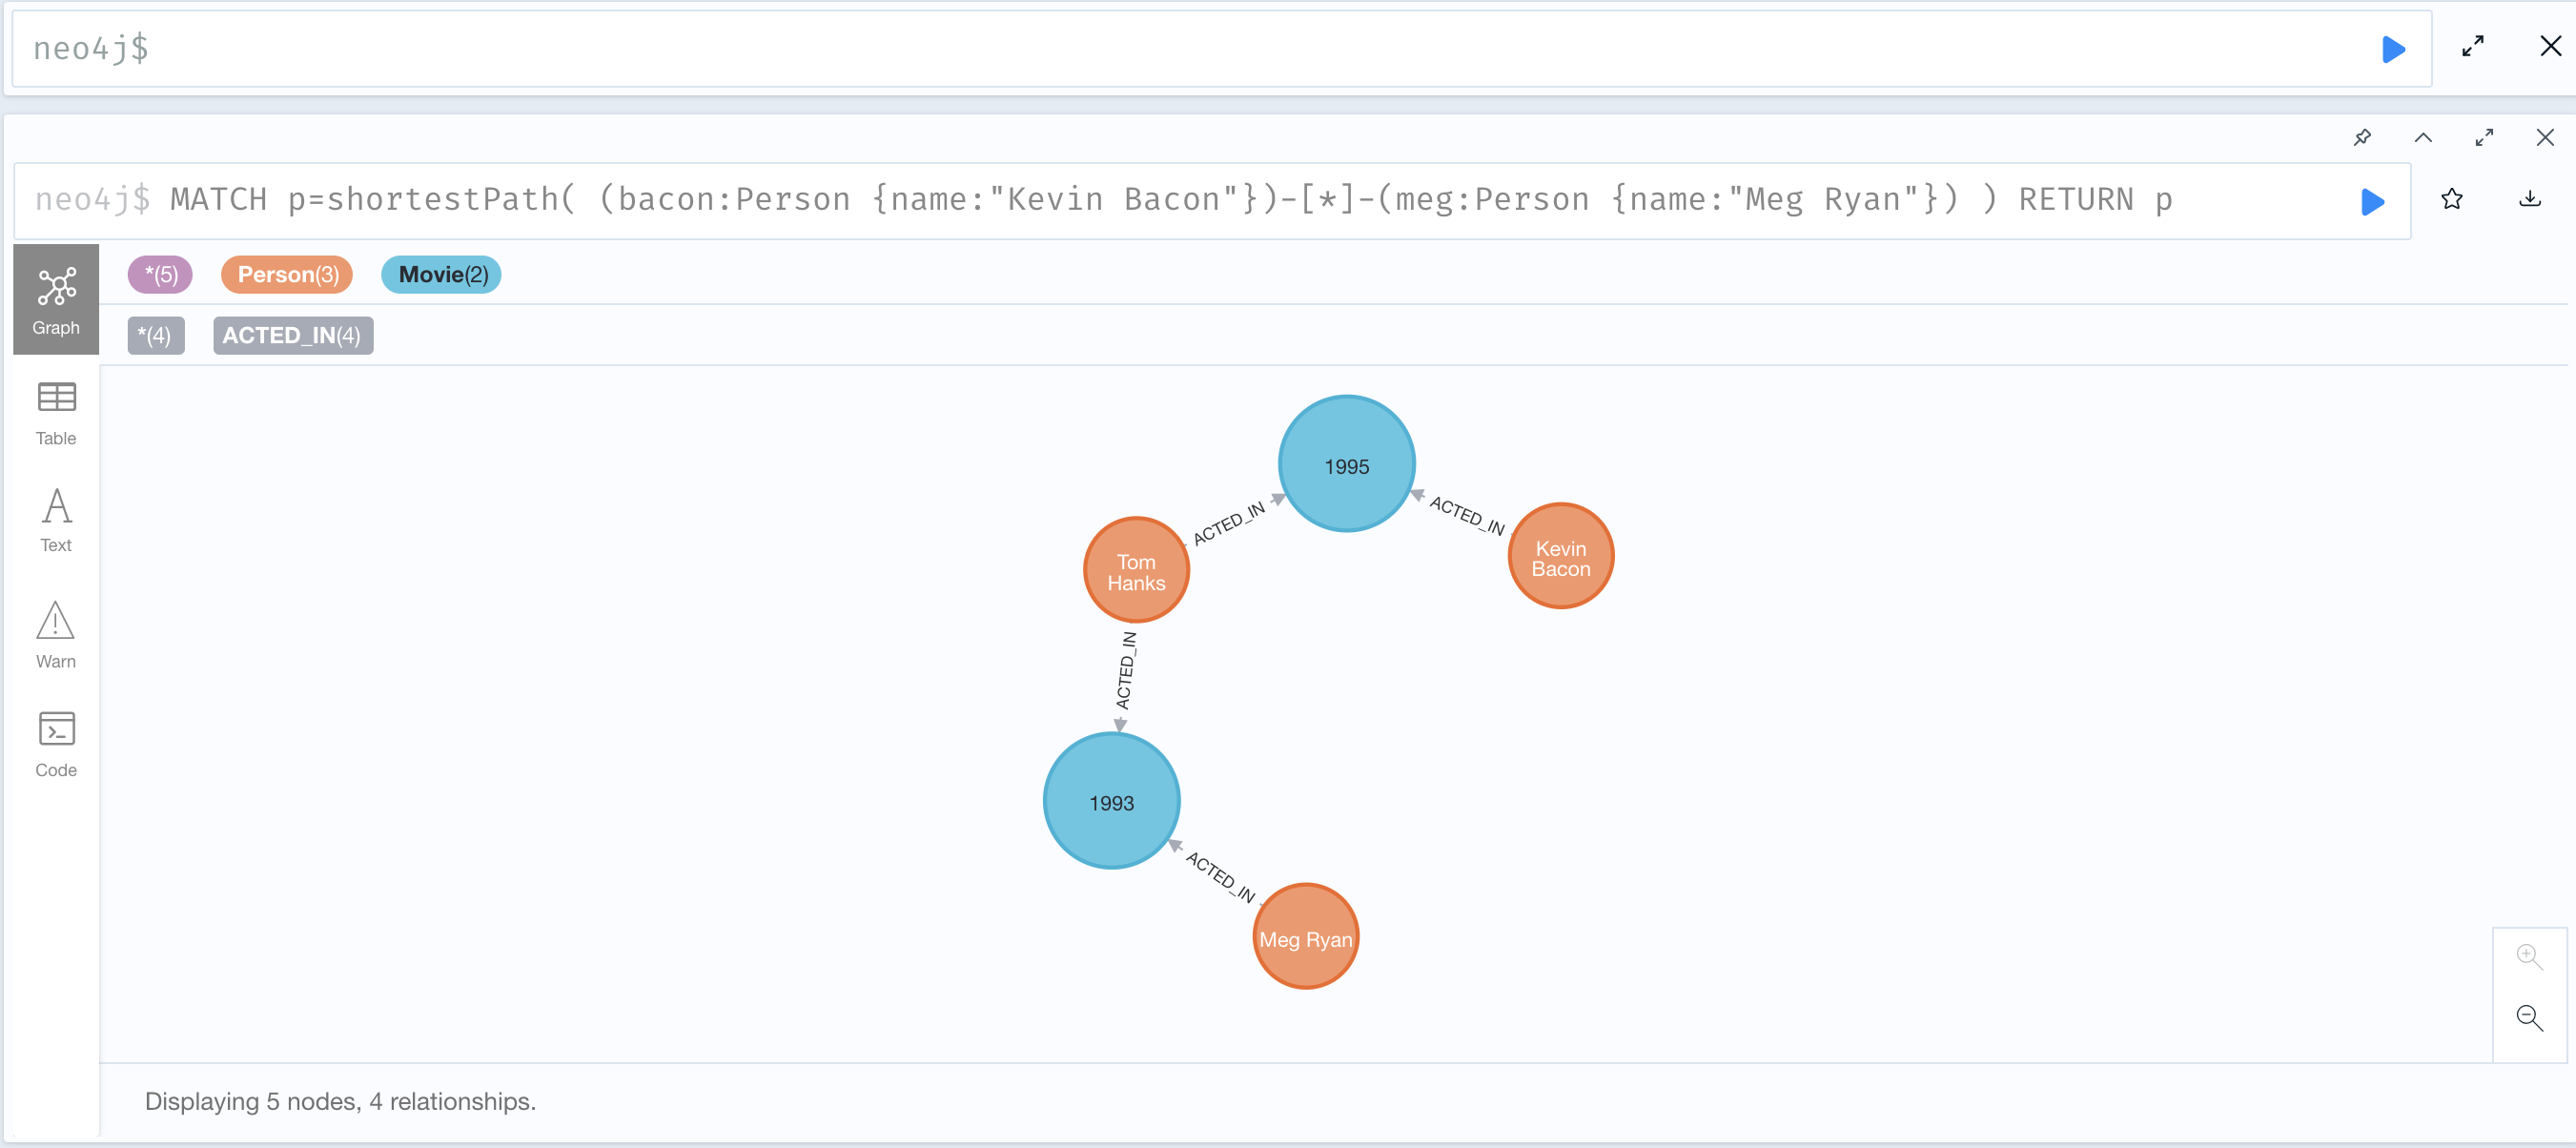 neo4j$
neo4j$ MATCH p=shortestPath( (bacon:Person {name:"Kevin Bacon"})-[*]-(meg:Person {name:"Meg Ryan"}) ) RETURN p
*(5) Person(3) Movie(2)
Graph
*(4) ACTED_IN(4)
Table
Text
Warn
Code
1995
ACTED_IN
ACTED_IN
Tom
Hanks
Kevin
Bacon
ACTED_IN
1993
ACTED_IN
Meg Ryan
Displaying 5 nodes, 4 relationships.